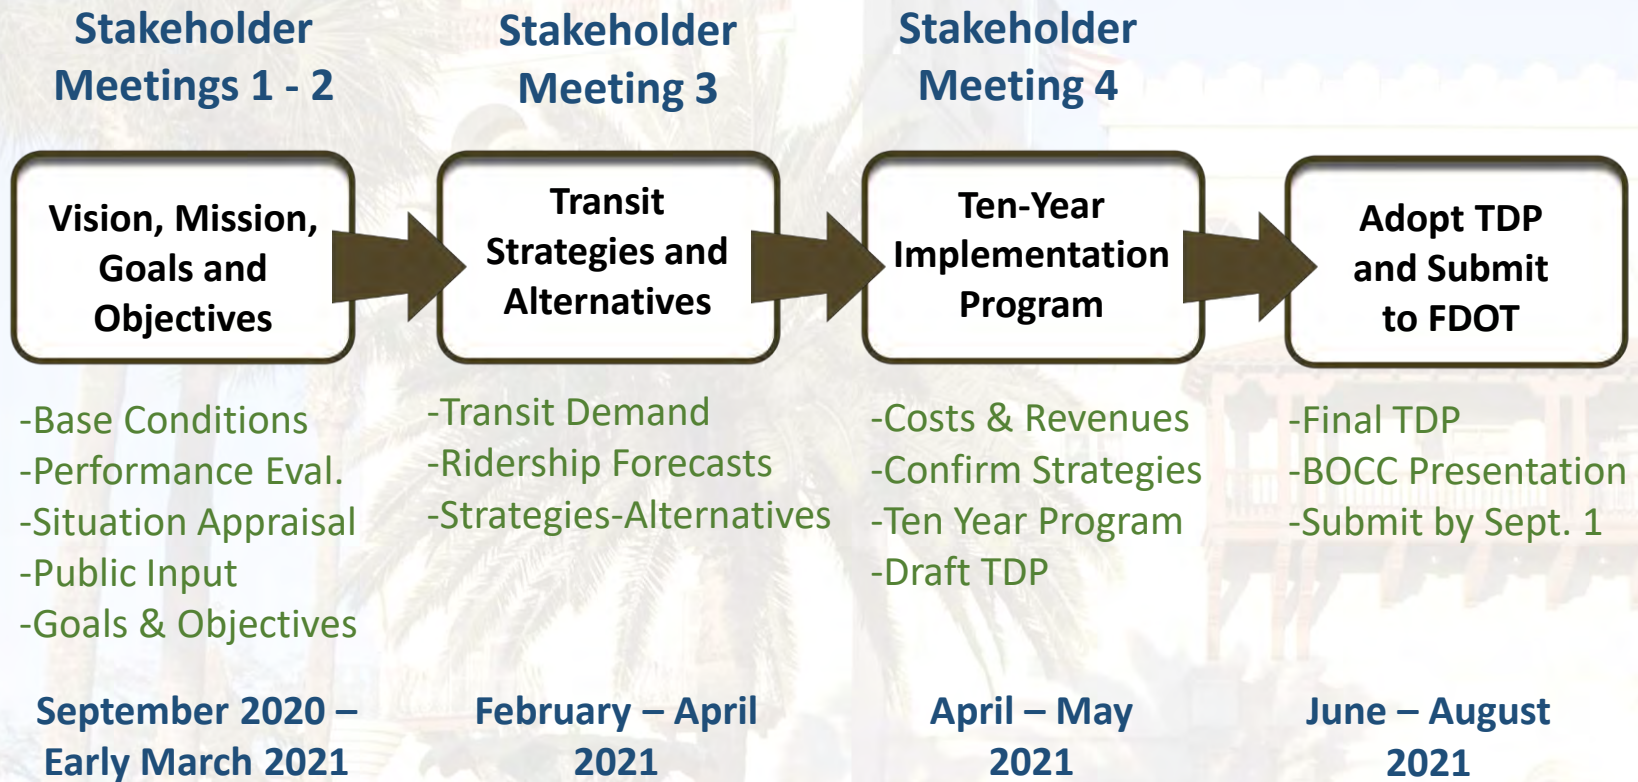 Stakeholder
Meetings 1 - 2
Stakeholder
Meeting 3
Stakeholder
Meeting 4
Vision, Mission,
Goals and
Objectives
Transit
Strategies and
Alternatives
Ten-Year
Implementation
Program
Adopt TDP
and Submit
to FDOT
-Base Conditions
-Performance Eval.
-Situation Appraisal
-Public Input
-Goals & Objectives
-Transit Demand
-Ridership Forecasts
-Strategies-Alternatives
-Costs & Revenues
-Confirm Strategies
-Ten Year Program
-Draft TDP
-Final TDP
-BOCC Presentation
-Submit by Sept. 1
September 2020 –
Early March 2021
February – April
2021
April – May
2021
June – August
2021